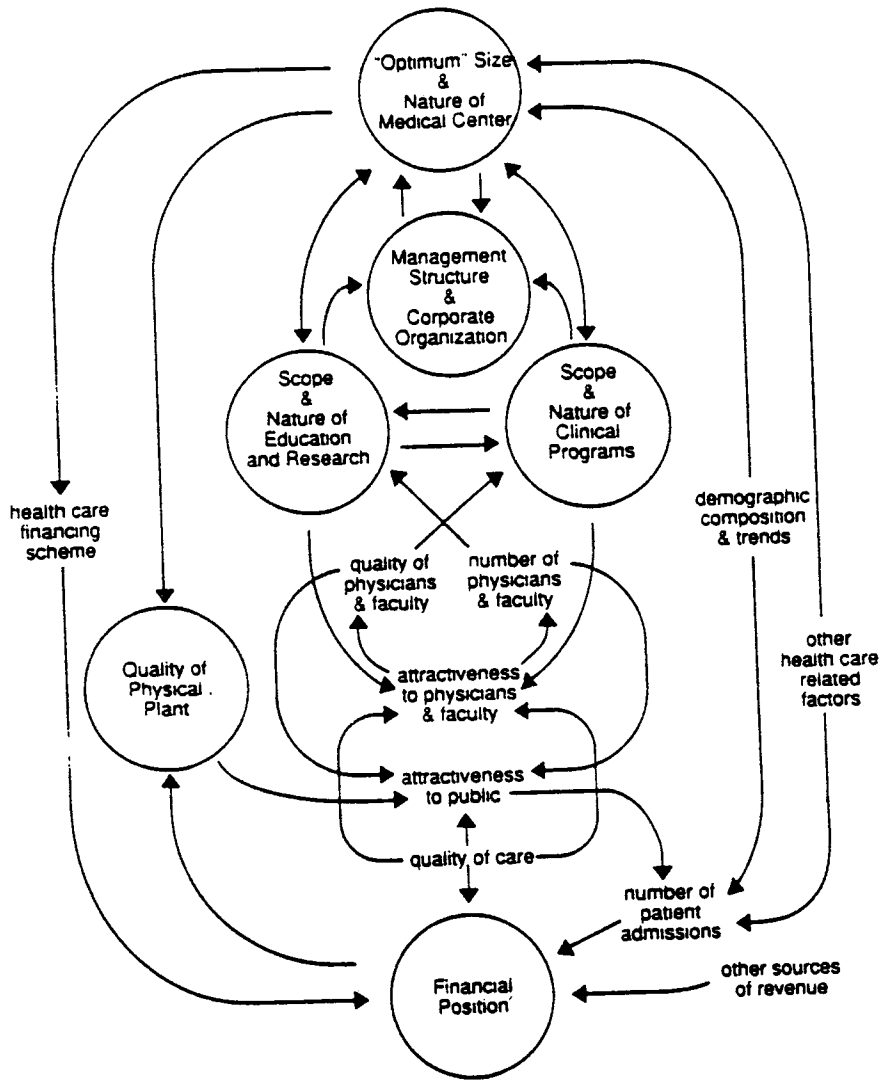 "Optimum" Size
&
Nature of
Medical Center
Management
Structure
&
Corporate
Organization
Scope
&
Nature of
Education
and Research
Scope
&
Nature of
Clinical
Programs
health care
financing
scheme
demographic
composition
& trends
quality of
physicians
& faculty
number of
physicians
& faculty
other
health care
related
factors
Quality of
Physical
Plant
attractiveness
to physicians
& faculty
attractiveness
to public
quality of care
number of
patient
admissions
other sources
of revenue
Financial
Position